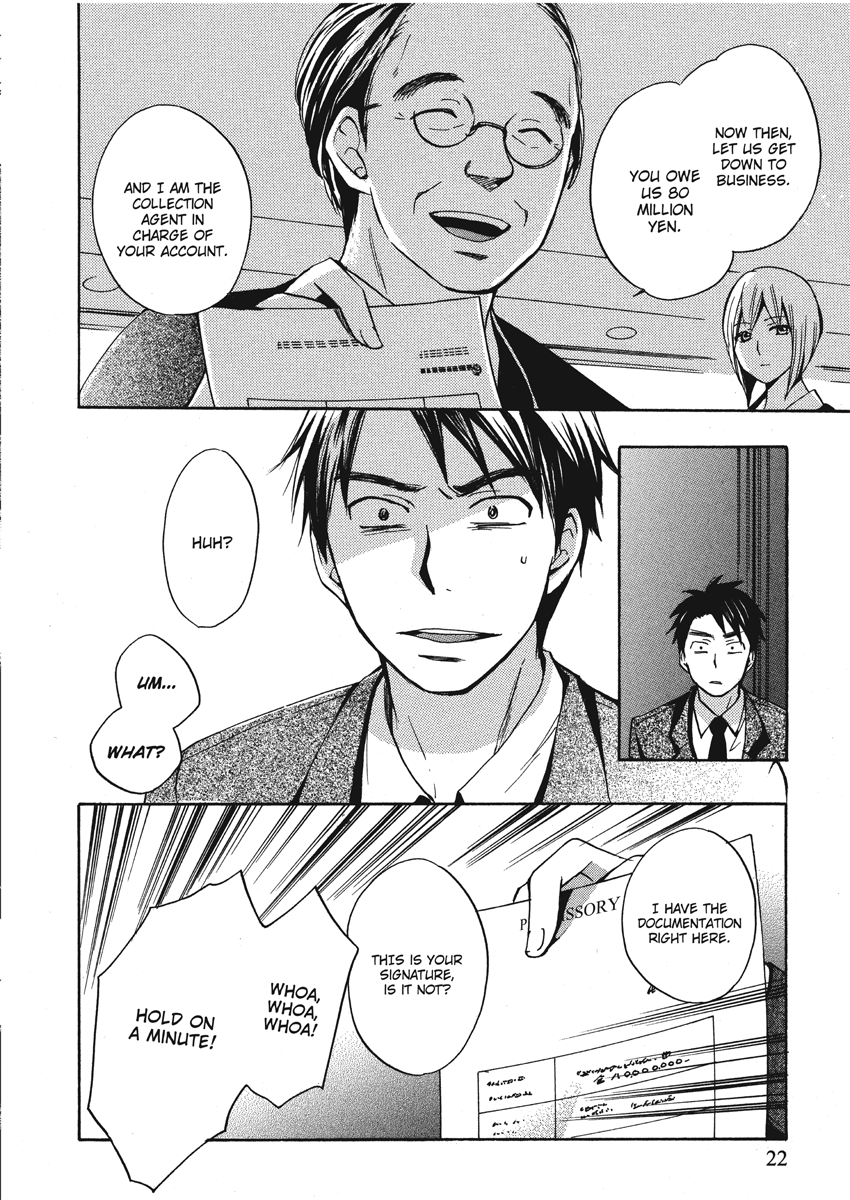 NOW THEN,
LET US GET
DOWN TO
BUSINESS.
YOU OWE
US 80
MILLION
YEN.
AND I AM THE
COLLECTION
AGENT IN
CHARGE OF
YOUR ACCOUNT.
HUH?
UM...
WHAT?
I HAVE THE
DOCUMENTATION
RIGHT HERE.
THIS IS YOUR
SIGNATURE,
IS IT NOT?
WHOA,
WHOA,
WHOA!
HOLD ON
A MINUTE!
22